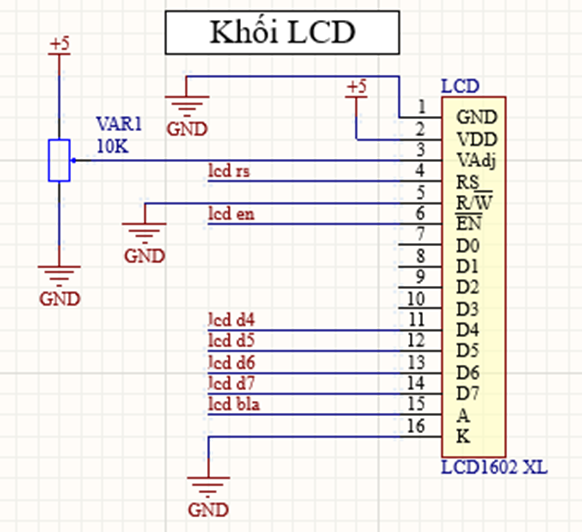 Khối LCD
+5
+5
LCD
VAR1
10K
GND
GND
GND
GND
lcd rs
lcd en
lcd d4
lcd d5
lcd d6
lcd d7
lcd bla
1 GND
2 VDD
3 VAdj
4 RS
5 R/W
6 EN
7 D0
8 D1
9 D2
10 D3
11 D4
12 D5
13 D6
14 D7
15 A
16 K
LCD1602 XL